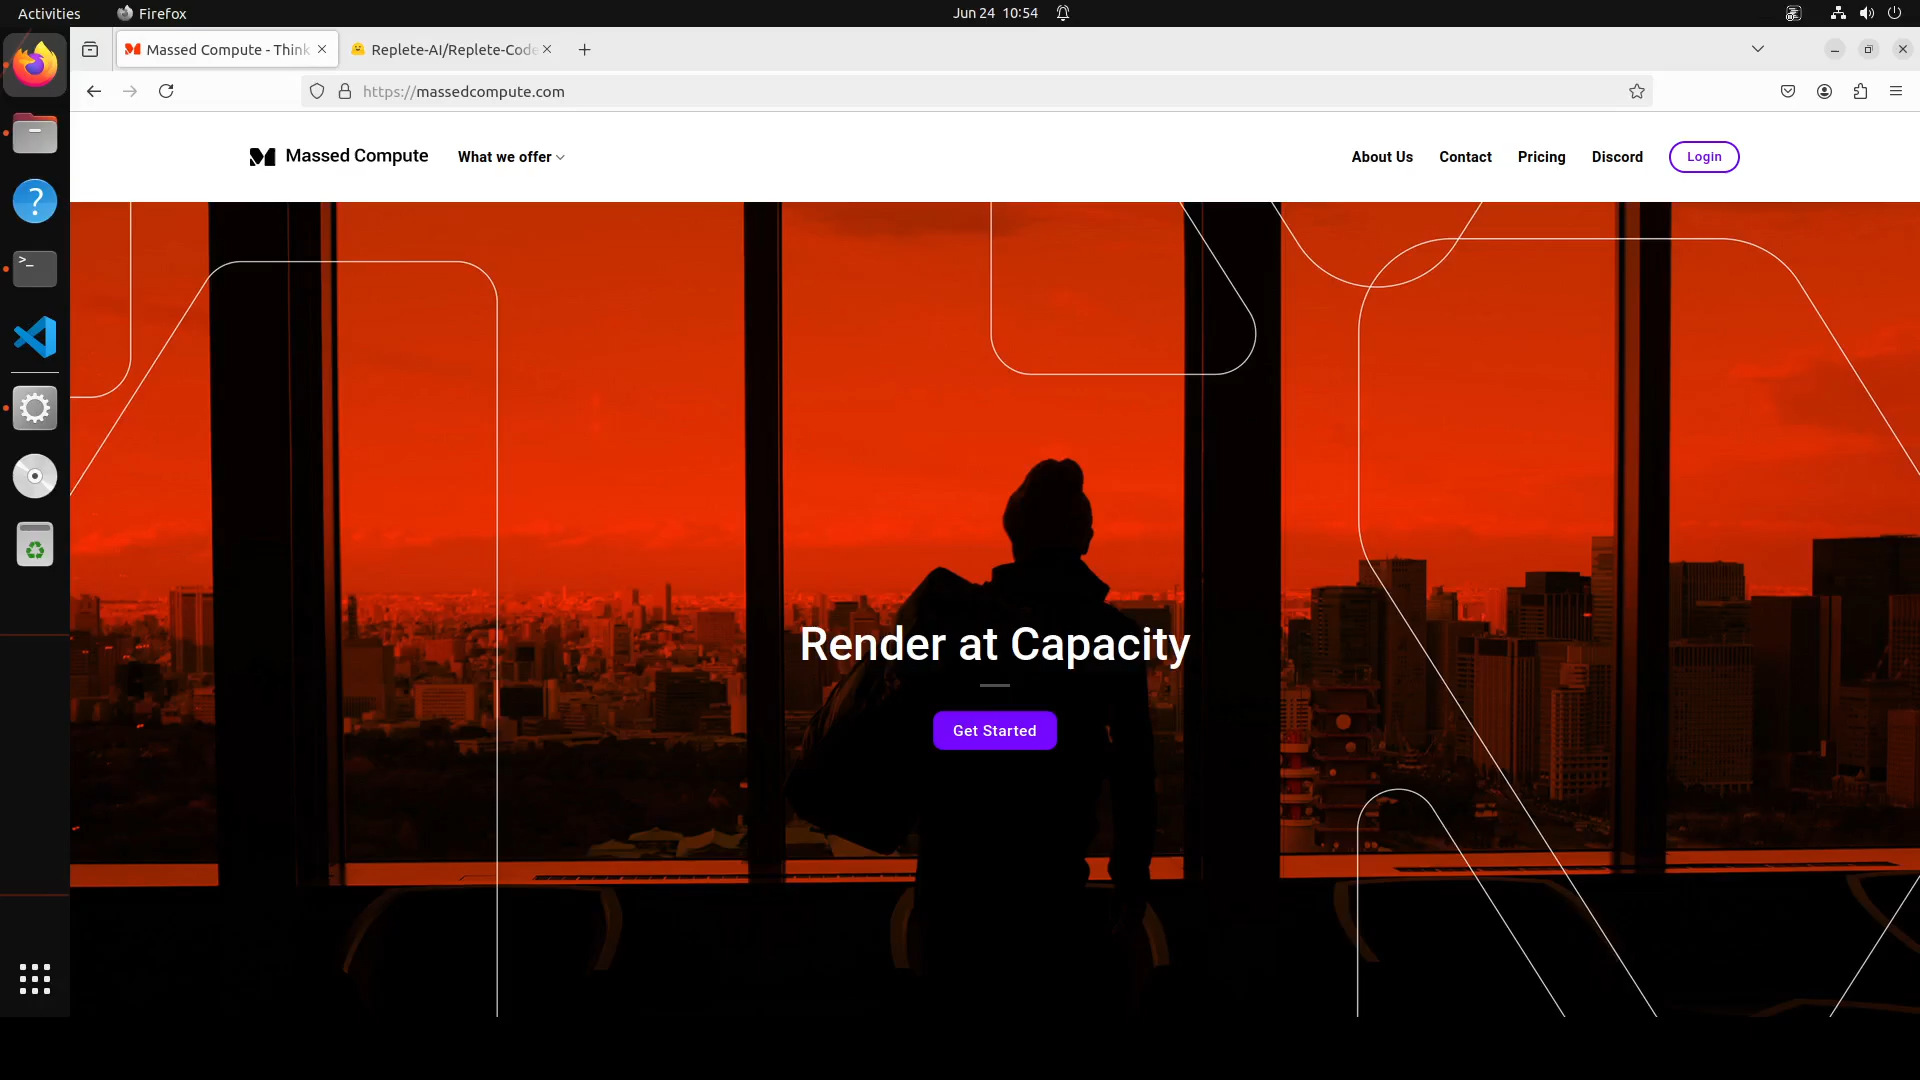 Activities
Firefox
Jun 24 10:54
Massed Compute - Think
Replete-AI/Replete-Code
https://massedcompute.com
Massed Compute
What we offer
About Us
Contact
Pricing
Discord
Login
Render at Capacity
Get Started